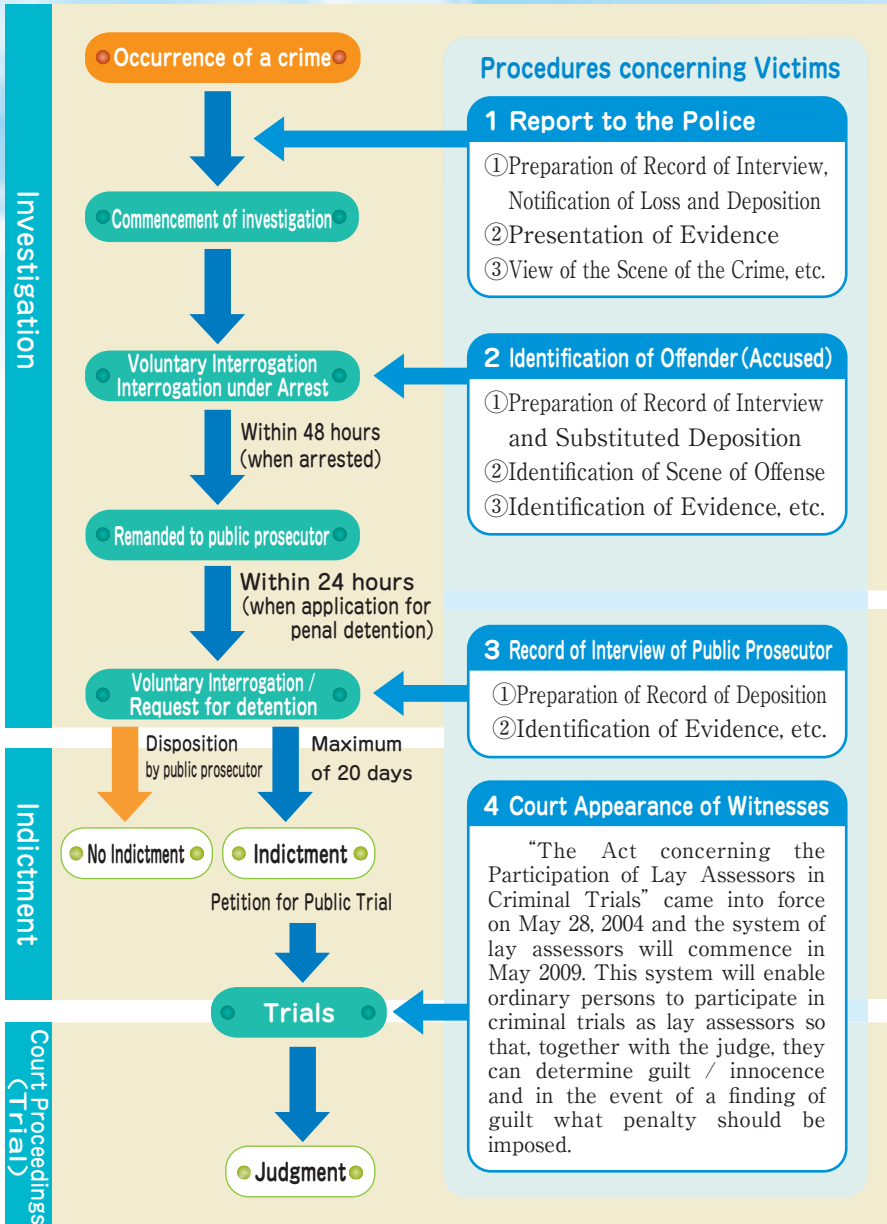 Investigation
Occurrence of a crime
Commencement of investigation
Voluntary Interrogation
Interrogation under Arrest
Within 48 hours
(when arrested)
Remanded to public prosecutor
Within 24 hours
(when application for
penal detention)
Voluntary Interrogation /
Request for detention
Indictment
Disposition
by public prosecutor
Maximum
of 20 days
No Indictment
Indictment
Petition for Public Trial
Court Proceedings
(Trial)
Trials
Judgment
Procedures concerning Victims
1 Report to the Police
①Preparation of Record of Interview,
Notification of Loss and Deposition
②Presentation of Evidence
③View of the Scene of the Crime, etc.
2 Identification of Offender (Accused)
①Preparation of Record of Interview
and Substituted Deposition
②Identification of Scene of Offense
③Identification of Evidence, etc.
3 Record of Interview of Public Prosecutor
①Preparation of Record of Deposition
②Identification of Evidence, etc.
4 Court Appearance of Witnesses
“The Act concerning the
Participation of Lay Assessors in
Criminal Trials” came into force
on May 28, 2004 and the system of
lay assessors will commence in
May 2009. This system will enable
ordinary persons to participate in
criminal trials as lay assessors so
that, together with the judge, they
can determine guilt / innocence
and in the event of a finding of
guilt what penalty should be
imposed.